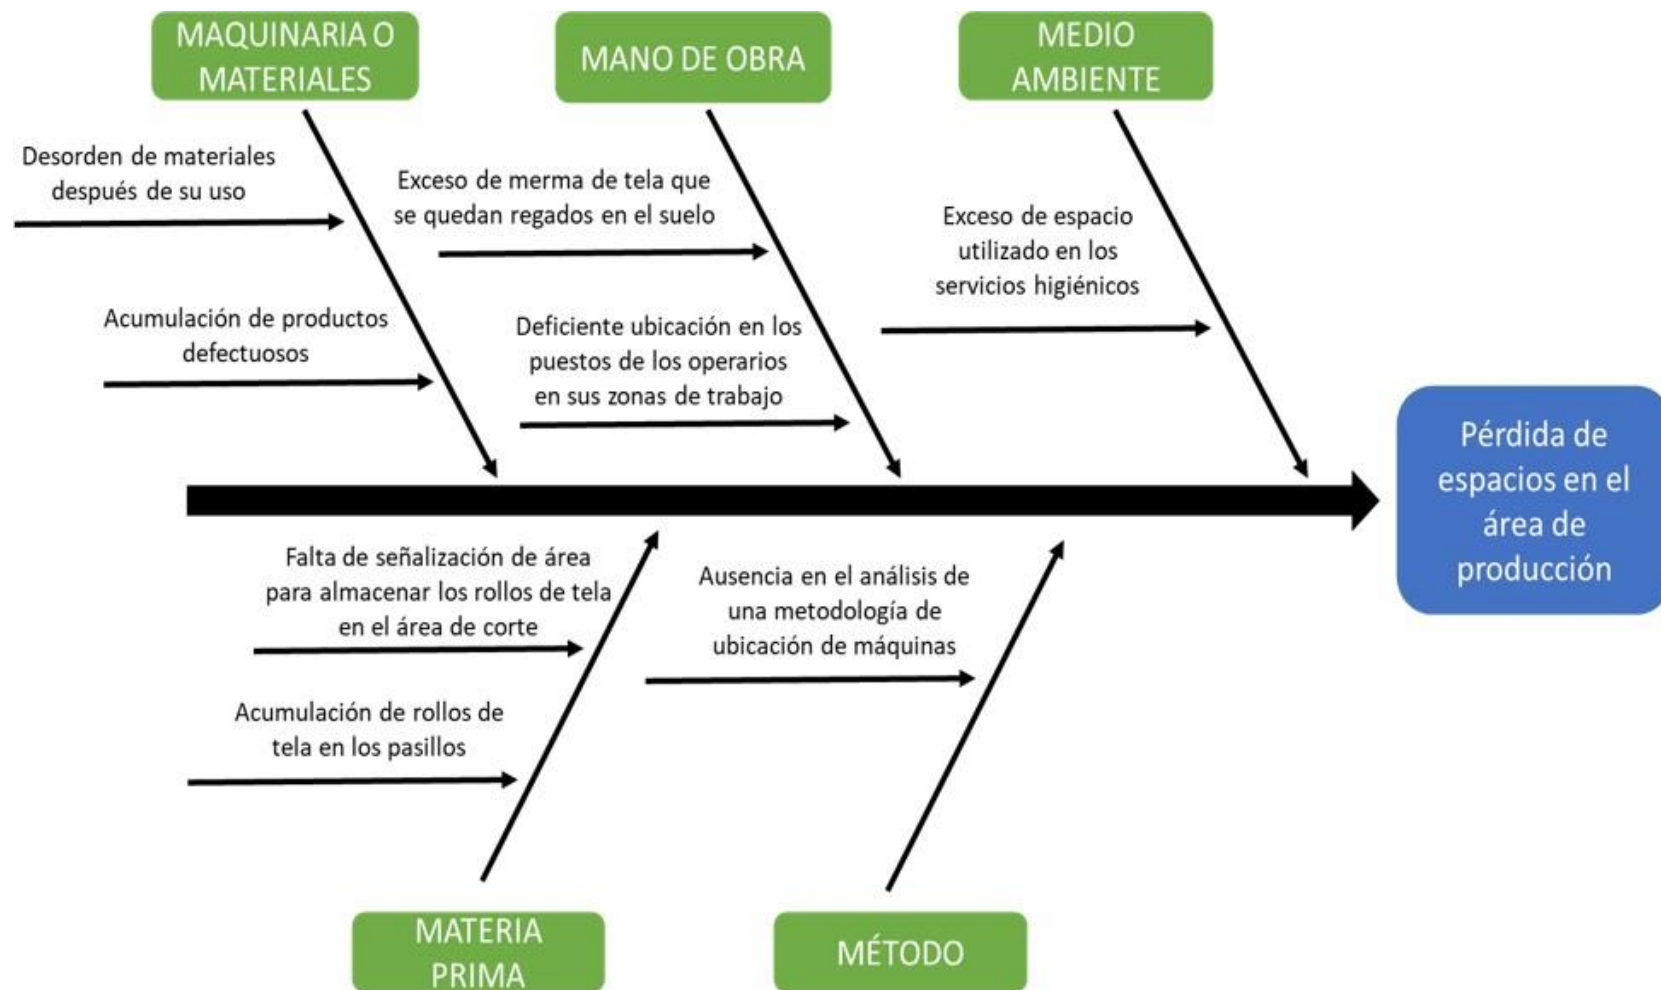 MAQUINARIA O
MATERIALES
MANO DE OBRA
MEDIO
AMBIENTE
Desorden de materiales
después de su uso
Acumulación de productos
defectuosos
Exceso de merma de tela que
se quedan regados en el suelo
Deficiente ubicación en los
puestos de los operarios
en sus zonas de trabajo
Exceso de espacio
utilizado en los
servicios higiénicos
Pérdida de
espacios en el
área de
producción
Falta de señalización de área
para almacenar los rollos de tela
en el área de corte
Acumulación de rollos de
tela en los pasillos
Ausencia en el análisis de
una metodología de
ubicación de máquinas
MATERIA
PRIMA
MÉTODO